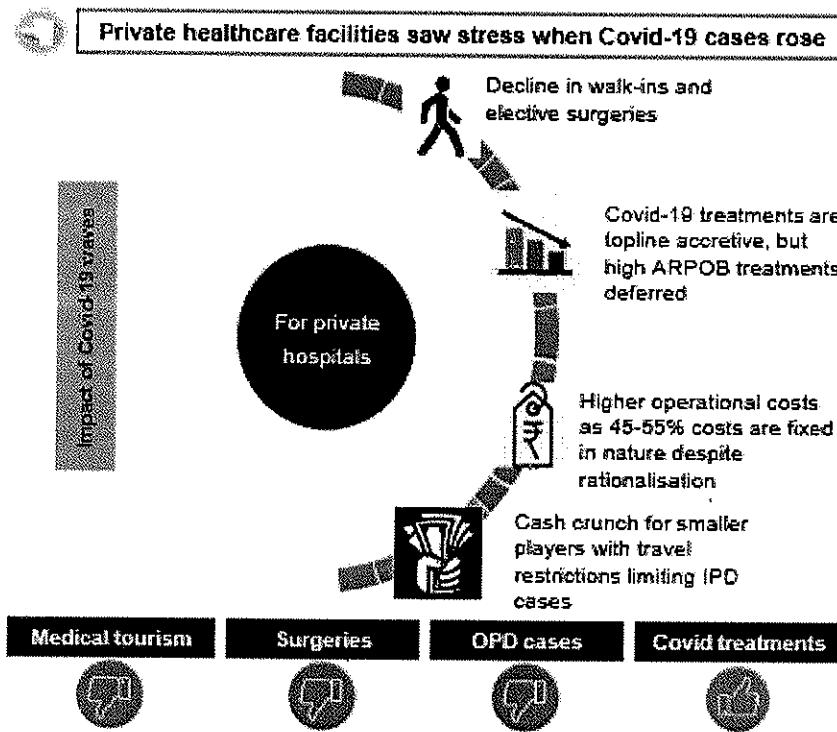 Private healthcare facilities saw stress when Covid-19 cases rose
Decline in walk-ins and
elective surgeries
Impact of Covid-19 waves
Covid-19 treatments are
topline accretive, but
high ARPOB treatments
deferred
For private
hospitals
Higher operational costs
as 45-55% costs are fixed
in nature despite
rationalisation
₹
Cash crunch for smaller
players with travel
restrictions limiting IPD
cases
Medical tourism
Surgeries
OPD cases
Covid treatments